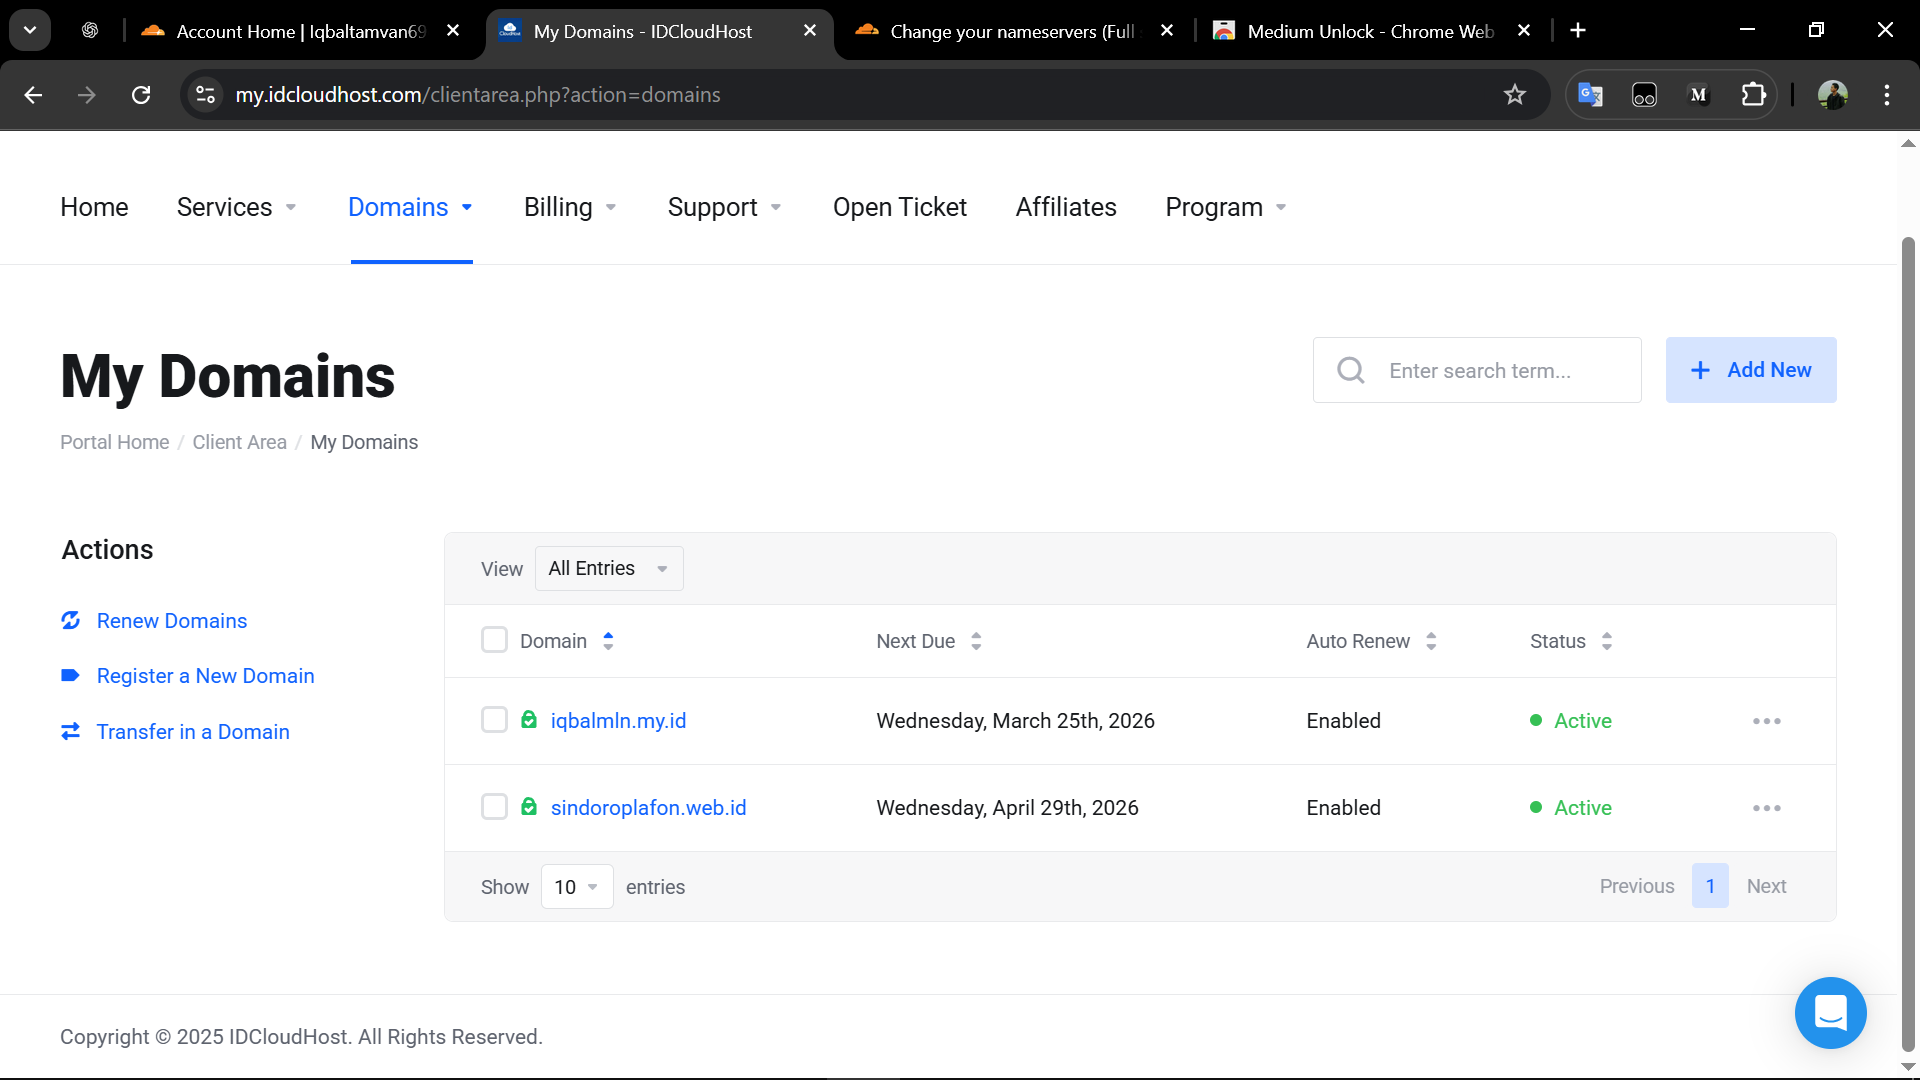 Account Home | Iqbaltamvan69
My Domains - IDCloudHost
Change your nameservers (Full
Medium Unlock - Chrome Web
my.idcloudhost.com/clientarea.php?action=domains
Home
Services
Domains
Billing
Support
Open Ticket
Affiliates
Program
My Domains
Enter search term...
Add New
Portal Home / Client Area / My Domains
Actions
Renew Domains
Register a New Domain
Transfer in a Domain
View All Entries
Domain Next Due Auto Renew Status
iqbalmln.my.id Wednesday, March 25th, 2026 Enabled Active
sindoroplafon.web.id Wednesday, April 29th, 2026 Enabled Active
Show 10 entries
Previous 1 Next
Copyright © 2025 IDCloudHost. All Rights Reserved.